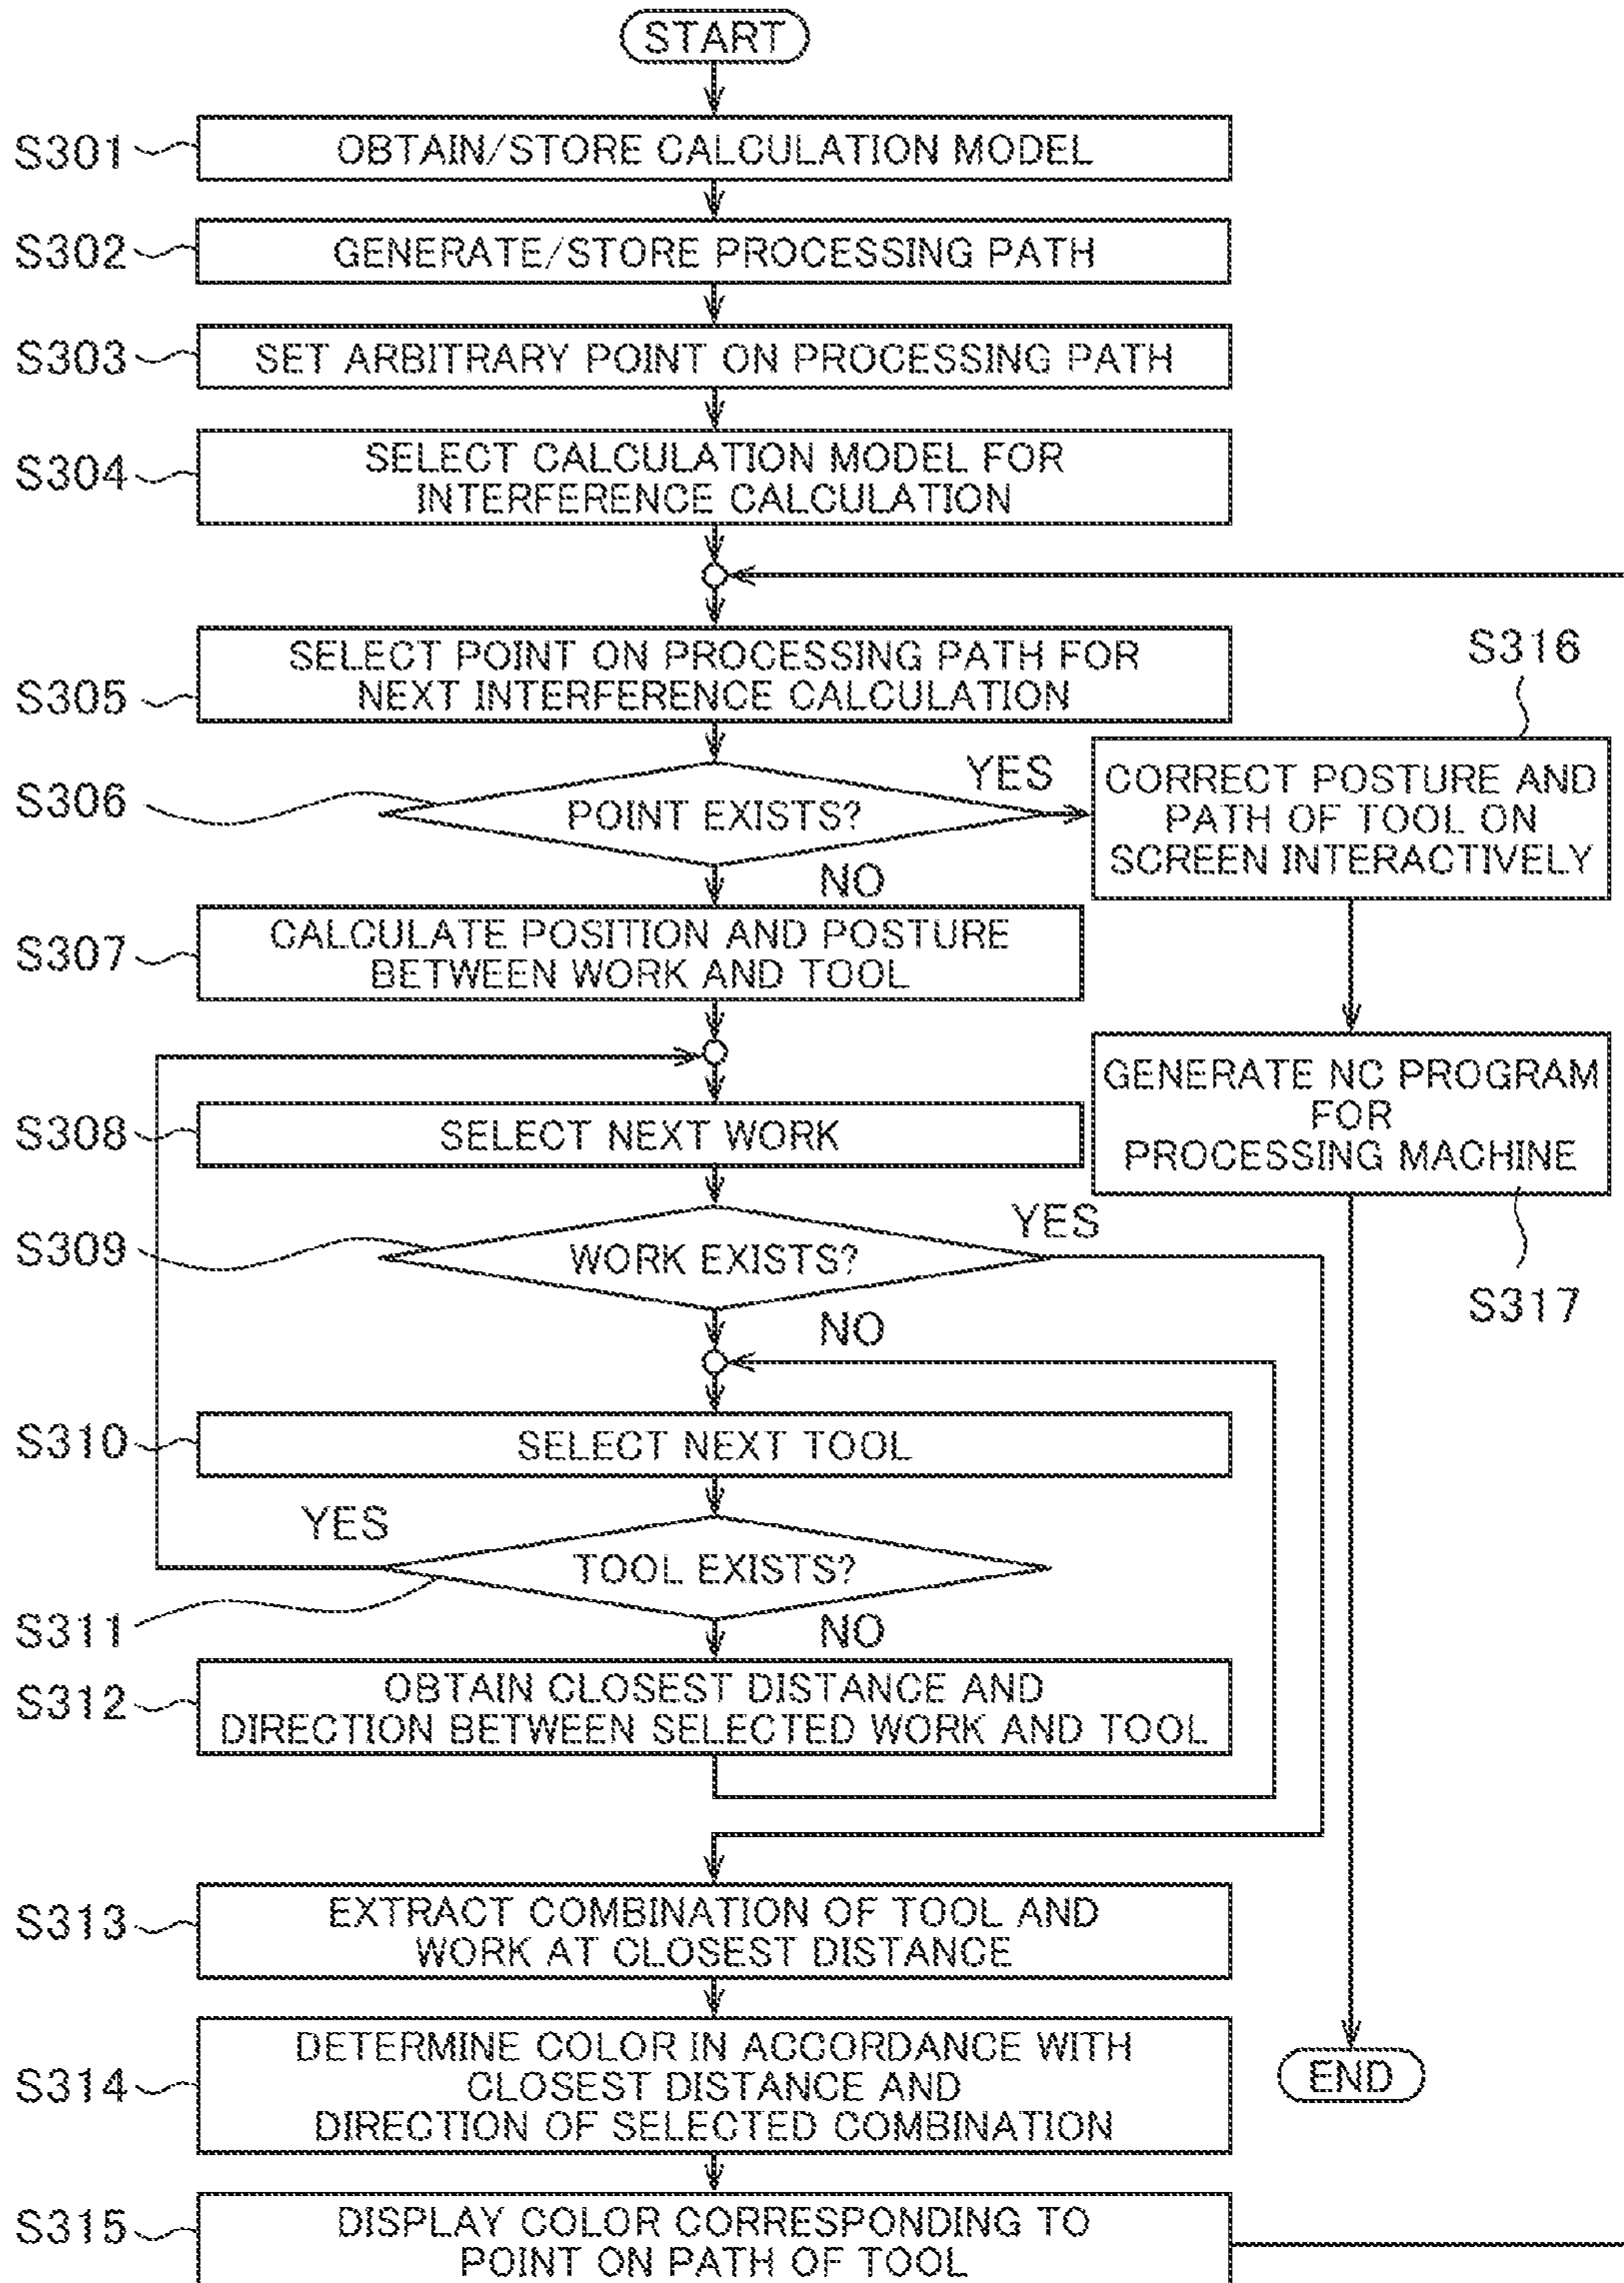 START
S301
OBTAIN/STORE CALCULATION MODEL
S302
GENERATE/STORE PROCESSING PATH
S303
SET ARBITRARY POINT ON PROCESSING PATH
S304
SELECT CALCULATION MODEL FOR
INTERFERENCE CALCULATION
S305
SELECT POINT ON PROCESSING PATH FOR
NEXT INTERFERENCE CALCULATION
S306
POINT EXISTS?
YES
NO
S316
CORRECT POSTURE AND
PATH OF TOOL ON
SCREEN INTERACTIVELY
S307
CALCULATE POSITION AND POSTURE
BETWEEN WORK AND TOOL
S308
SELECT NEXT WORK
GENERATE NC PROGRAM
FOR
PROCESSING MACHINE
S317
S309
WORK EXISTS?
YES
NO
S310
SELECT NEXT TOOL
YES
TOOL EXISTS?
S311
NO
S312
OBTAIN CLOSEST DISTANCE AND
DIRECTION BETWEEN SELECTED WORK AND TOOL
S313
EXTRACT COMBINATION OF TOOL AND
WORK AT CLOSEST DISTANCE
S314
DETERMINE COLOR IN ACCORDANCE WITH
CLOSEST DISTANCE AND
DIRECTION OF SELECTED COMBINATION
END
S315
DISPLAY COLOR CORRESPONDING TO
POINT ON PATH OF TOOL